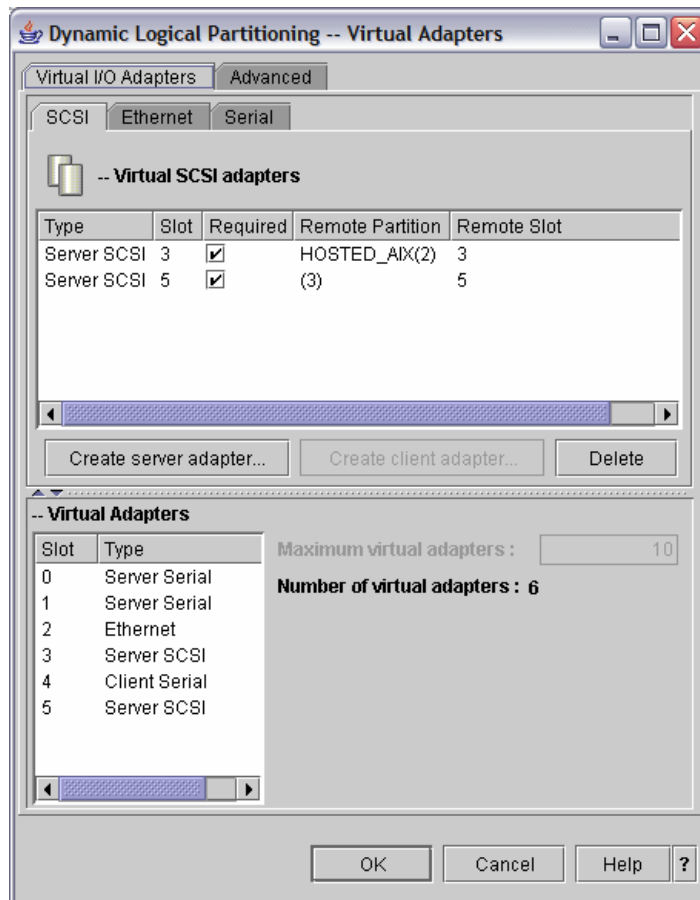 Dynamic Logical Partitioning -- Virtual Adapters
Virtual I/O Adapters Advanced
SCSI Ethernet Serial
-- Virtual SCSI adapters
Type Slot Required Remote Partition Remote Slot
Server SCSI 3 HOSTED_AIX(2) 3
Server SCSI 5 (3) 5
Create server adapter... Create client adapter... Delete
-- Virtual Adapters
Slot Type
Maximum virtual adapters : 10
0 Server Serial
Number of virtual adapters : 6
1 Server Serial
2 Ethernet
3 Server SCSI
4 Client Serial
5 Server SCSI
OK Cancel Help ?